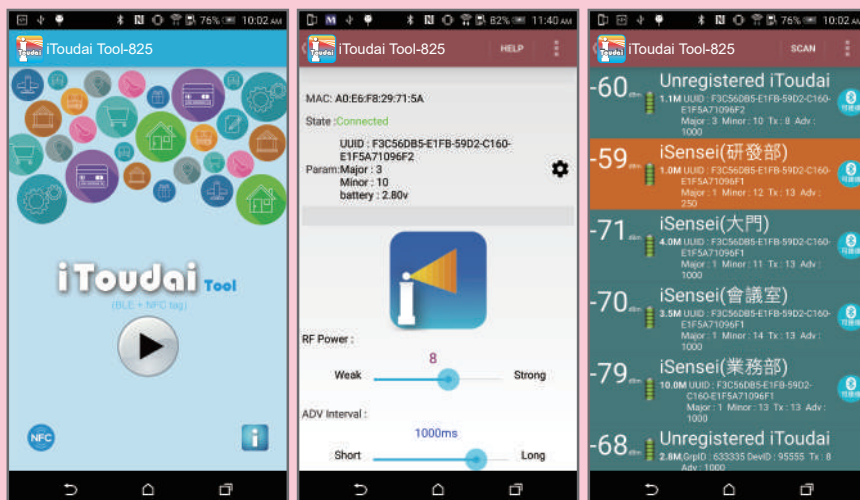 76% 10:02 AM
iToudai Tool-825
iToudai Tool
(BLE + NFC tag)
NFC
i
82% 11:40 AM
iToudai Tool-825 HELP
MAC: A0:E6:F8:29:71:5A
State :Connected
UUID : F3C56DB5-E1FB-59D2-C160-
E1F5A71096F2
Param:Major : 3
Minor : 10
battery : 2.80v
RF Power :
8
Weak Strong
ADV Interval :
1000ms
Short Long
76% 10:02 AM
iToudai Tool-825 SCAN
-60 dBm Unregistered iToudai
1.1M UUID : F3C56DB5-E1FB-59D2-C160-
E1F5A71096F2
Major : 3 Minor : 10 Tx : 8 Adv :
1000
-59 dBm iSensei(研發部)
1.0M UUID : F3C56DB5-E1FB-59D2-C160-
E1F5A71096F1
Major : 1 Minor : 12 Tx : 13 Adv :
250
-71 dBm iSensei(大門)
4.0M UUID : F3C56DB5-E1FB-59D2-C160-
E1F5A71096F1
Major : 1 Minor : 11 Tx : 13 Adv :
1000
-70 dBm iSensei(會議室)
3.5M UUID : F3C56DB5-E1FB-59D2-C160-
E1F5A71096F1
Major : 1 Minor : 14 Tx : 13 Adv :
1000
-79 dBm iSensei(業務部)
10.0M UUID : F3C56DB5-E1FB-59D2-
C160-E1F5A71096F1
Major : 1 Minor : 13 Tx : 13 Adv :
1000
-68 dBm Unregistered iToudai
2.8M,GrpID : 633335 DevID : 95555 Tx : 8
Adv : 1000